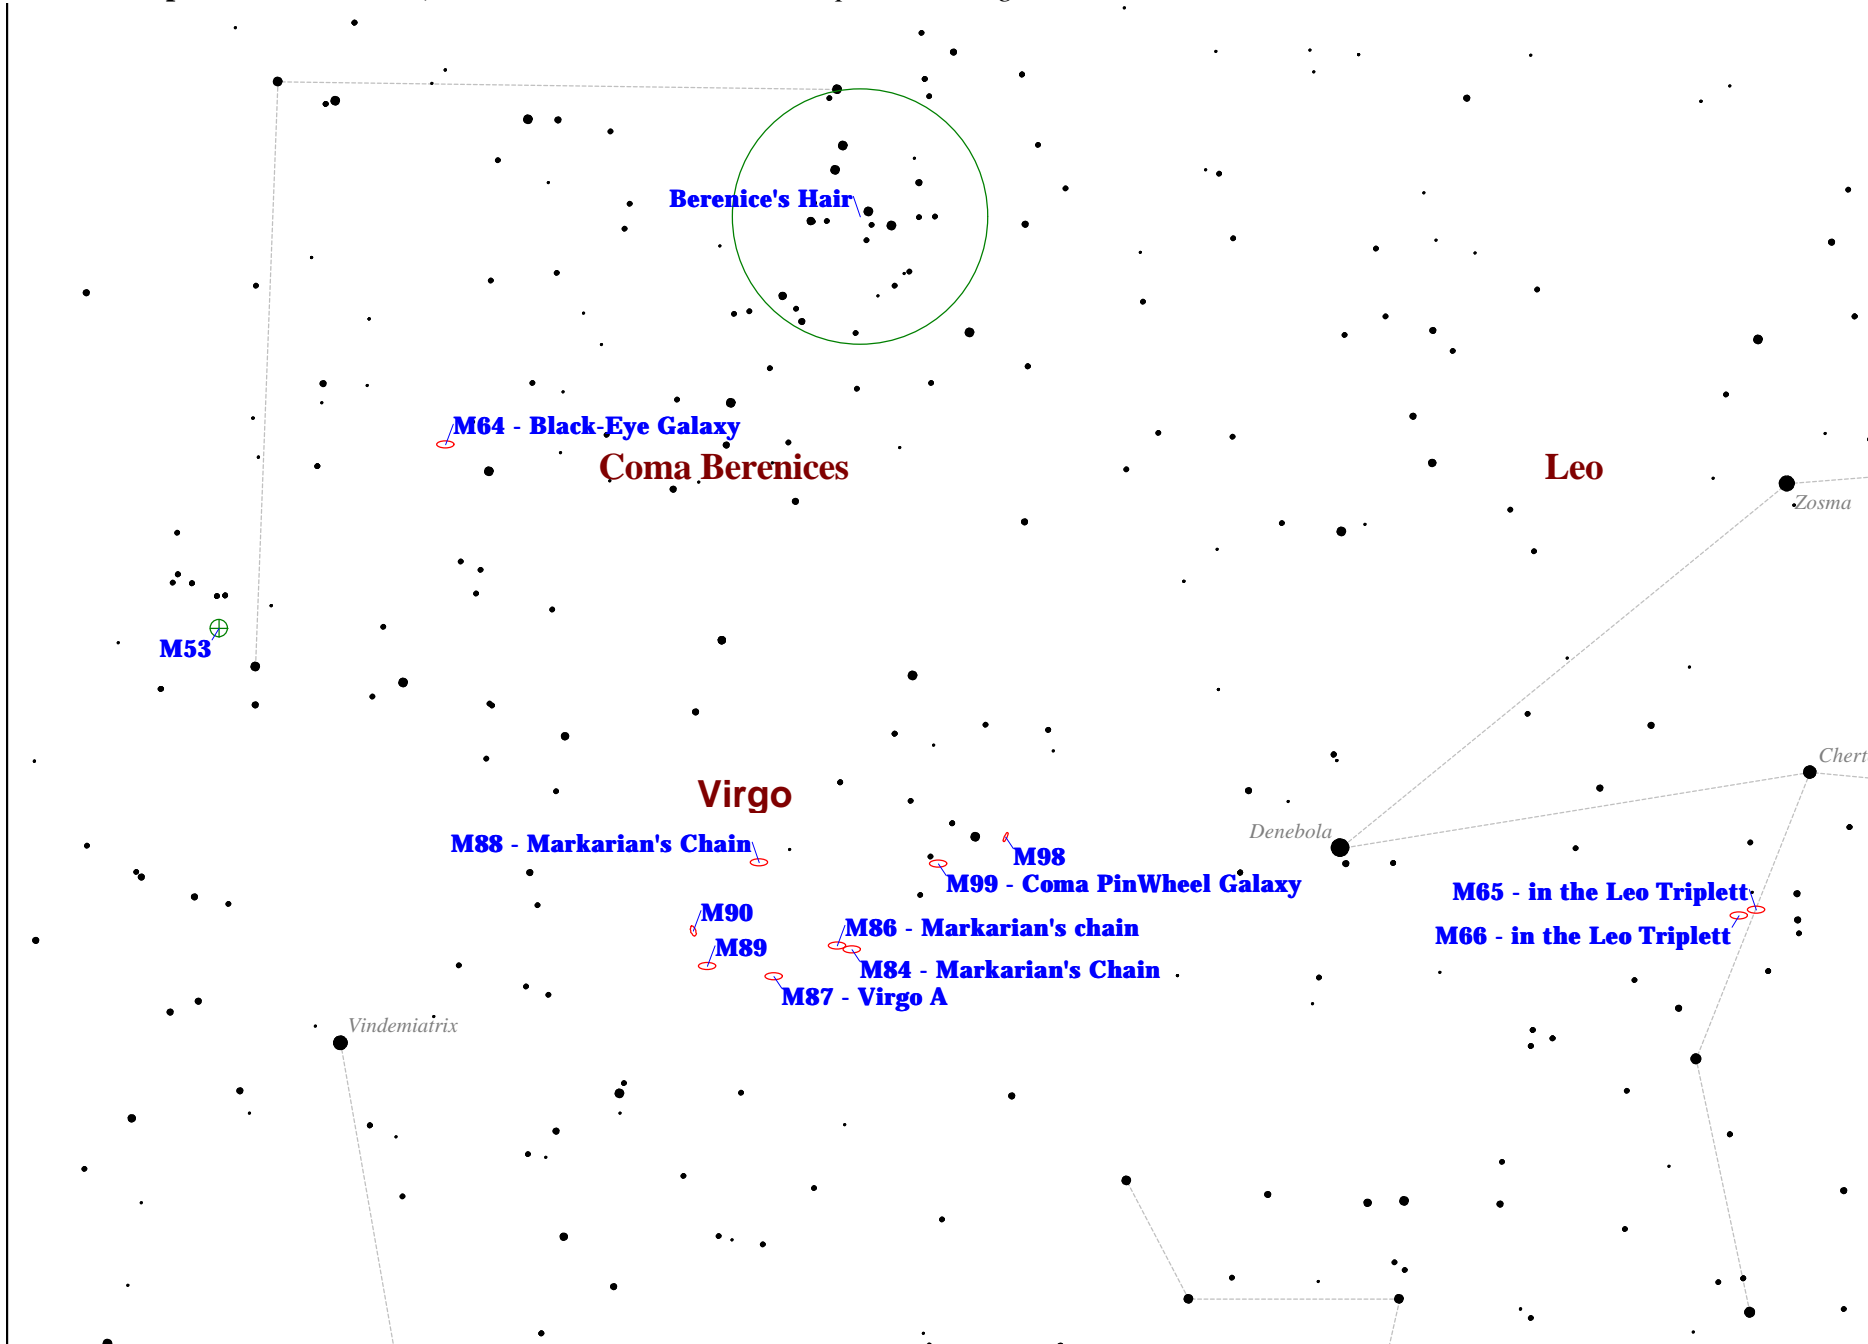 Berenice's Hair
M64 - Black-Eye Galaxy
Coma Berenices
Leo
Zosma
M53
Chert
Virgo
Denebola
M88 - Markarian's Chain
M98
M99 - Coma PinWheel Galaxy
M65 - in the Leo Triplett
M90
M86 - Markarian's chain
M66 - in the Leo Triplett
M89
M84 - Markarian's Chain
M87 - Virgo A
Vindemiatrix